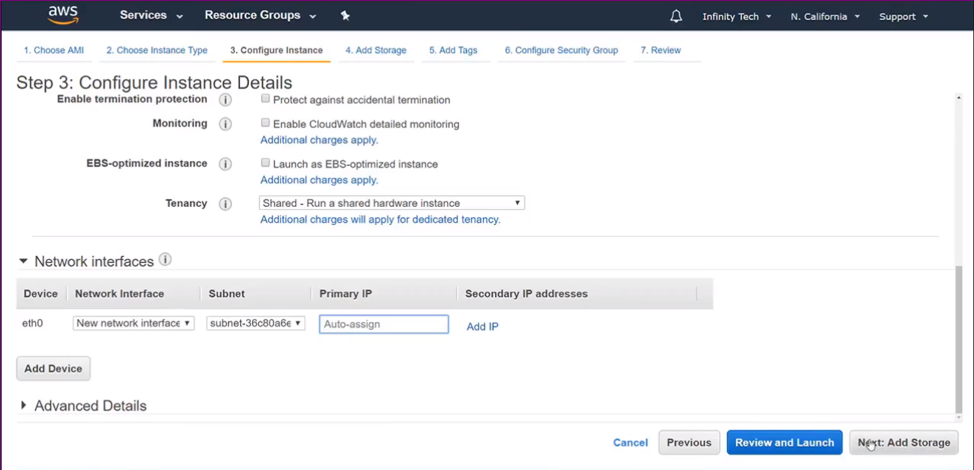 aws Services Resource Groups Infinity Tech N. California Support
1. Choose AMI 2. Choose Instance Type 3. Configure Instance 4. Add Storage 5. Add Tags 6. Configure Security Group 7. Review
Step 3: Configure Instance Details
Enable termination protection i Protect against accidental termination
Monitoring i Enable CloudWatch detailed monitoring
Additional charges apply.
EBS-optimized instance i Launch as EBS-optimized instance
Additional charges apply.
Tenancy i Shared - Run a shared hardware instance
Additional charges will apply for dedicated tenancy.
Network interfaces i
Device Network Interface Subnet Primary IP Secondary IP addresses
eth0 New network interface subnet-36c80a6e Auto-assign Add IP
Add Device
Advanced Details
Cancel Previous Review and Launch Next: Add Storage